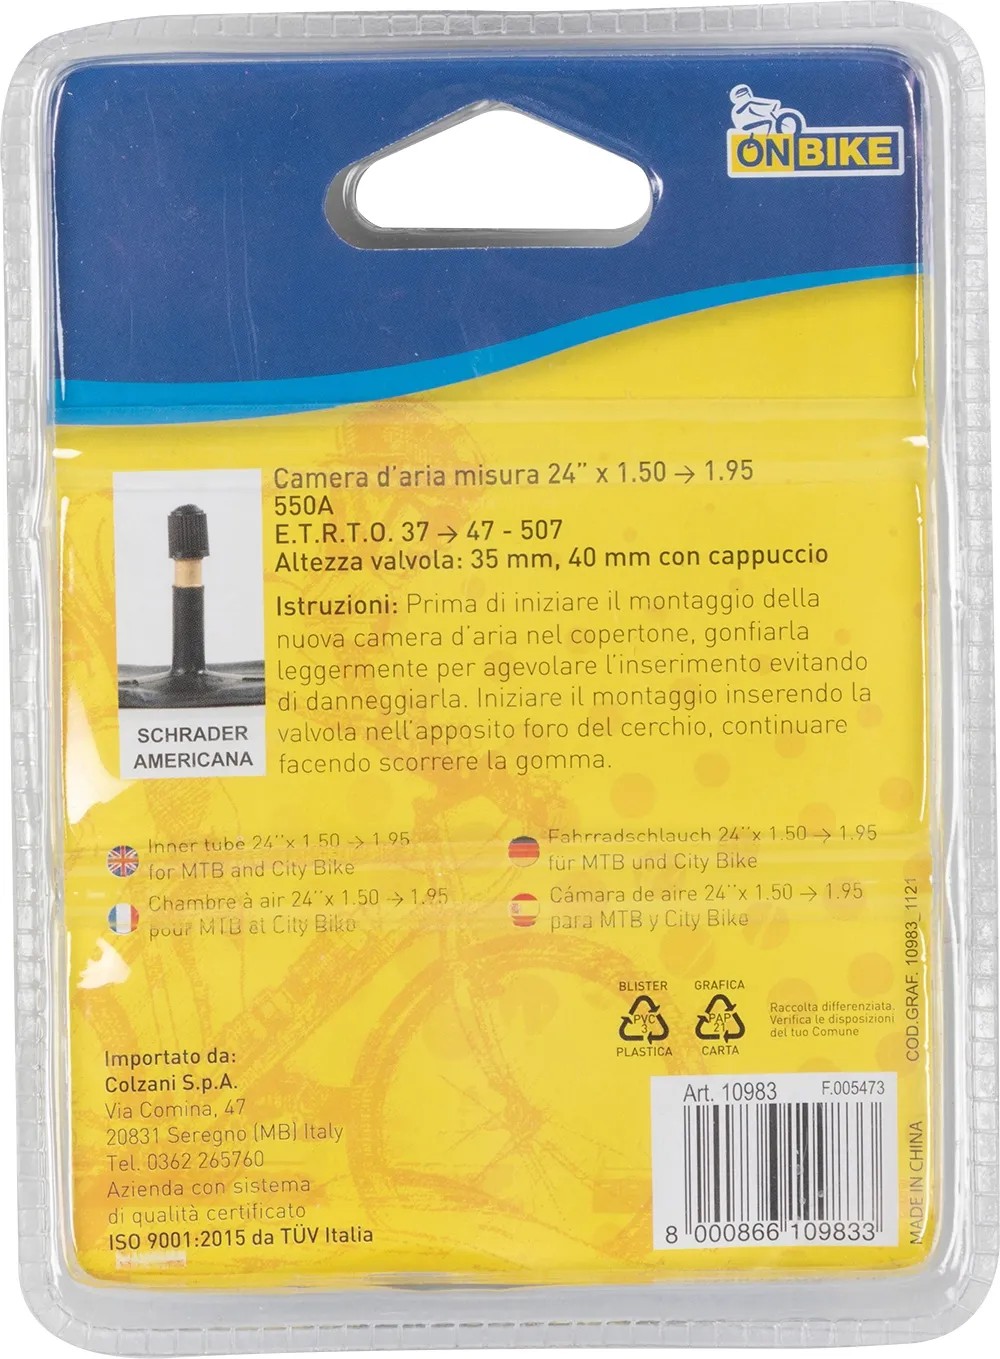 ON BIKE
Camera d'aria misura 24" x 1.50 → 1.95
550A
E.T.R.T.O. 37 → 47 - 507
Altezza valvola: 35 mm, 40 mm con cappuccio
Istruzioni: Prima di iniziare il montaggio della
nuova camera d'aria nel copertone, gonfiarla
leggermente per agevolare l'inserimento evitando
di danneggiarla. Iniziare il montaggio inserendo la
valvola nell'apposito foro del cerchio, continuare
facendo scorrere la gomma.
SCHRADER
AMERICANA
Inner tube 24''x 1.50 → 1.95
for MTB and City Bike
Chambre à air 24''x 1.50 → 1.95
pour MTB et City Bike
Fahrradschlauch 24''x 1.50 → 1.95
für MTB und City Bike
Cámara de aire 24''x 1.50 → 1.95
para MTB y City Bike
BLISTER
PVC
3
PLASTICA
GRAFICA
PAP
21
CARTA
Raccolta differenziata.
Verifica le disposizioni
del tuo Comune
COD.GRAF. 10983_1121
MADE IN CHINA
Importato da:
Colzani S.p.A.
Via Comina, 47
20831 Seregno (MB) Italy
Tel. 0362 265760
Azienda con sistema
di qualità certificato
ISO 9001:2015 da TÜV Italia
Art. 10983 F.005473
8 000866 109833